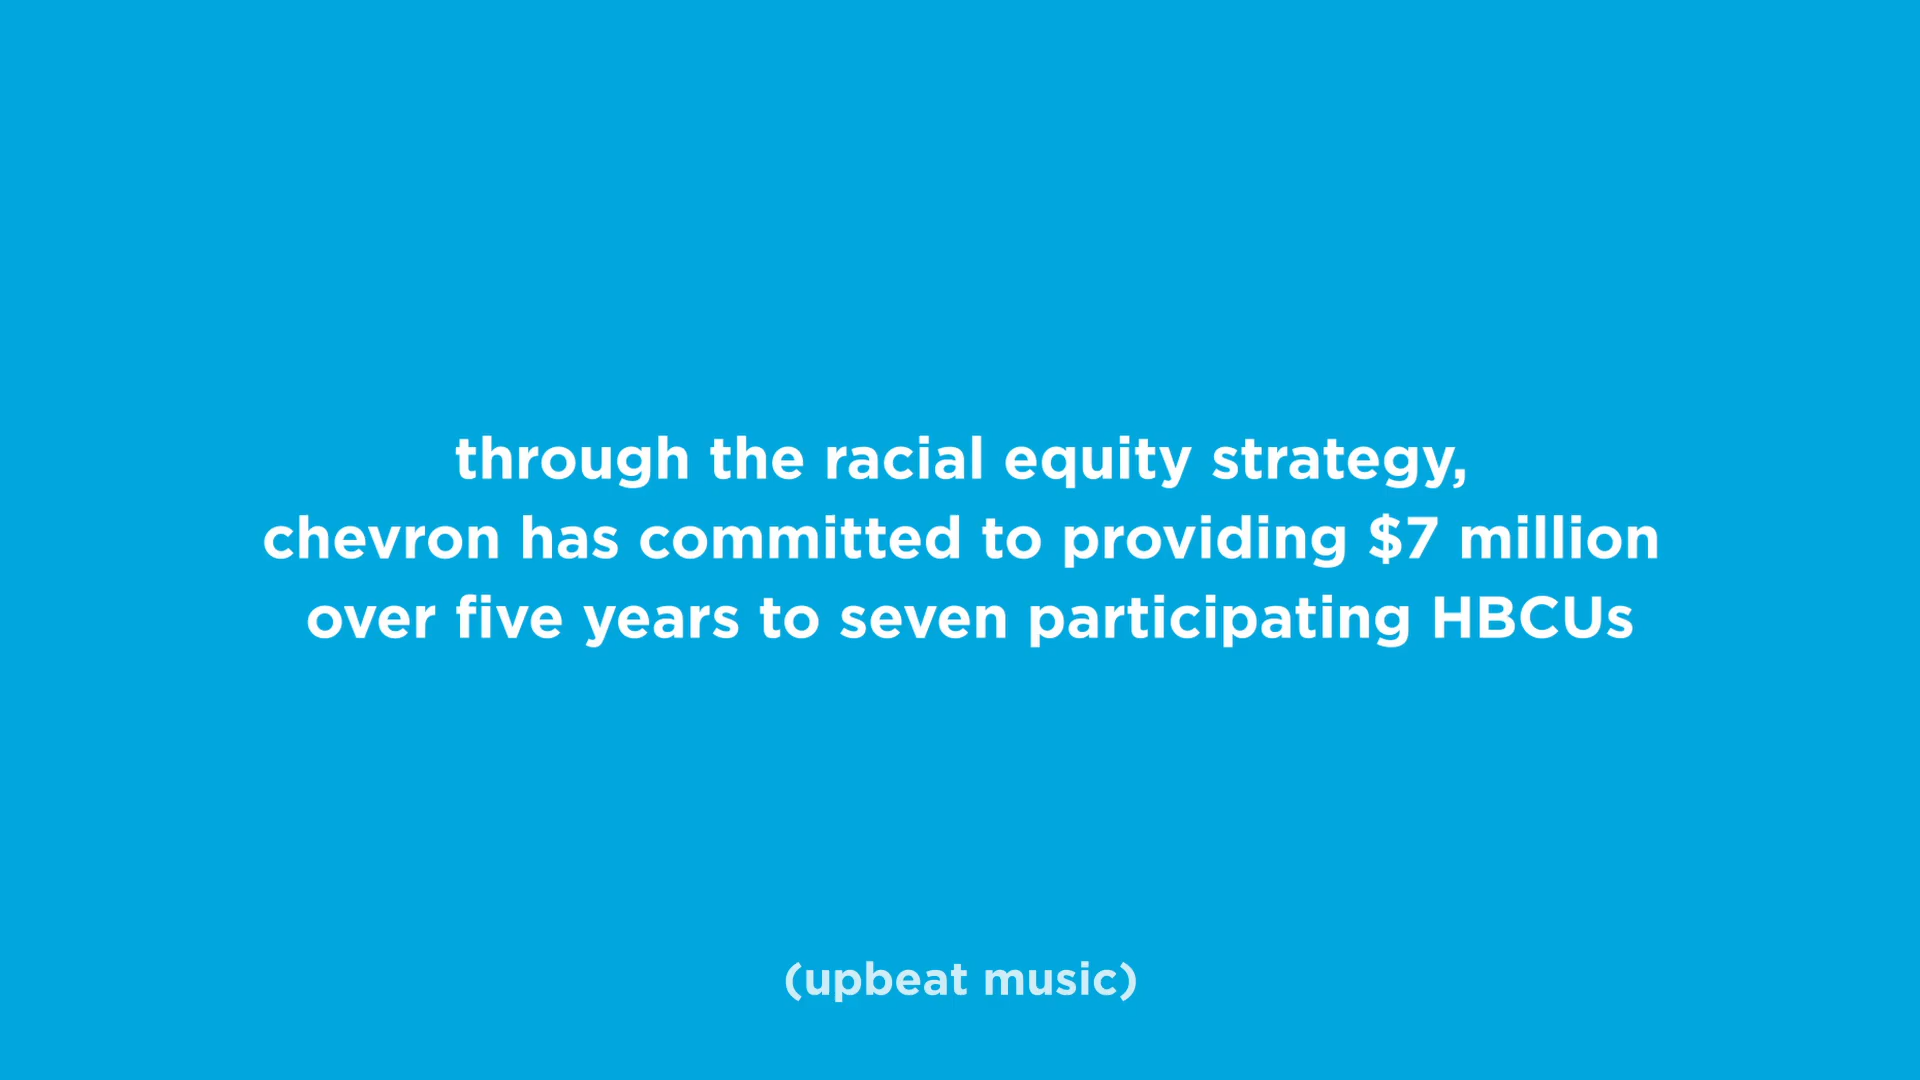 through the racial equity strategy,
chevron has committed to providing $7 million
over five years to seven participating HBCUs
(upbeat music)